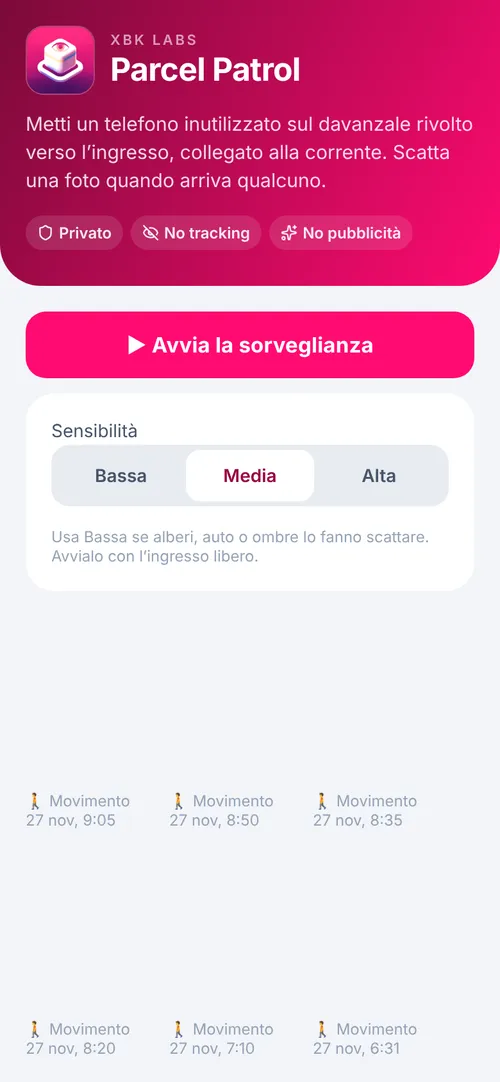 XBK LABS
Parcel Patrol
Metti un telefono inutilizzato sul davanzale rivolto
verso l’ingresso, collegato alla corrente. Scatta
una foto quando arriva qualcuno.
Privato No tracking No pubblicità
▶ Avvia la sorveglianza
Sensibilità
Bassa Media Alta
Usa Bassa se alberi, auto o ombre lo fanno scattare.
Avvialo con l’ingresso libero.
🚶 Movimento 🚶 Movimento 🚶 Movimento
27 nov, 9:05 27 nov, 8:50 27 nov, 8:35
🚶 Movimento 🚶 Movimento 🚶 Movimento
27 nov, 8:20 27 nov, 7:10 27 nov, 6:31